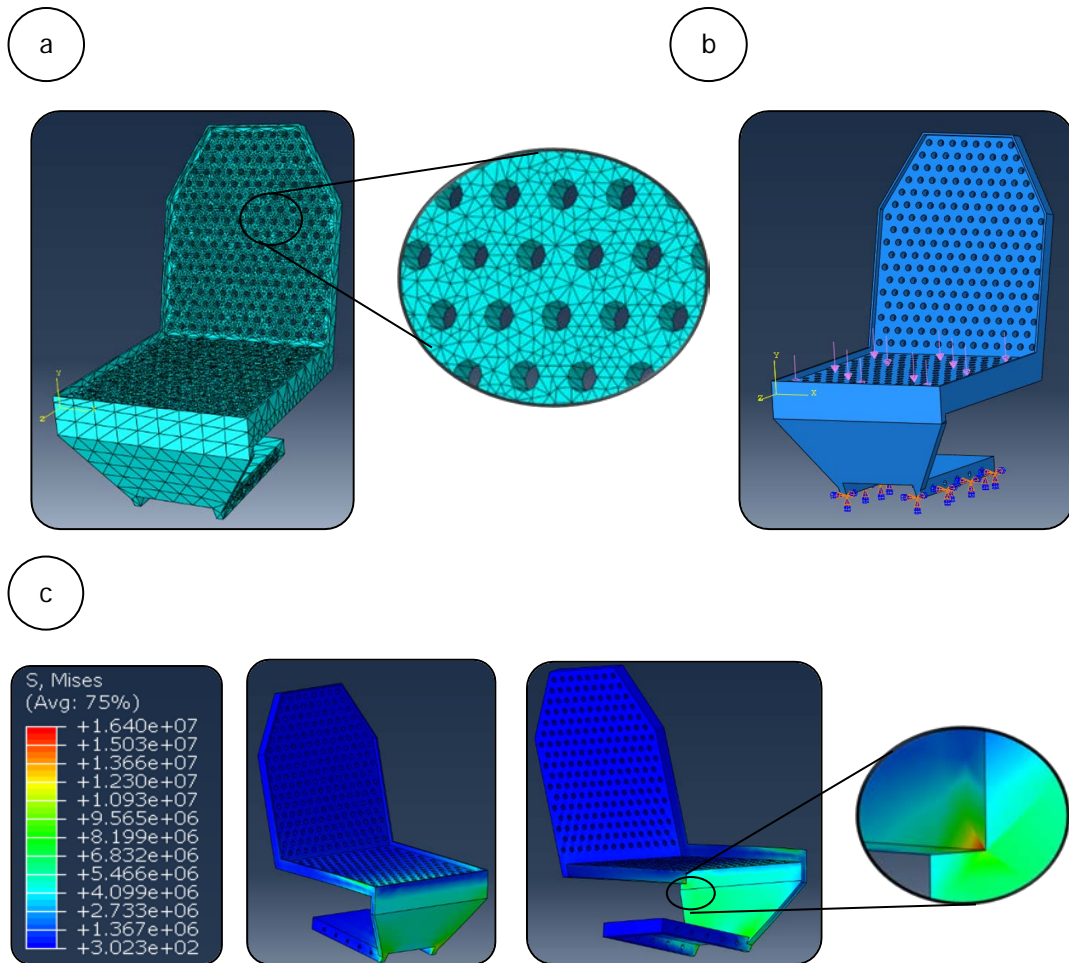 a
b
Y
Z
Y
X
Z
c
S, Mises
(Avg: 75%)
+1.640e+07
+1.503e+07
+1.366e+07
+1.230e+07
+1.093e+07
+9.565e+06
+8.199e+06
+6.832e+06
+5.466e+06
+4.099e+06
+2.733e+06
+1.367e+06
+3.023e+02